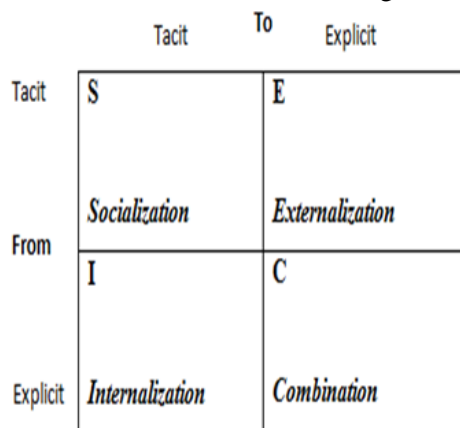 To
Tacit Explicit
Tacit S E
Socialization Externalization
From
I C
Explicit Internalization Combination